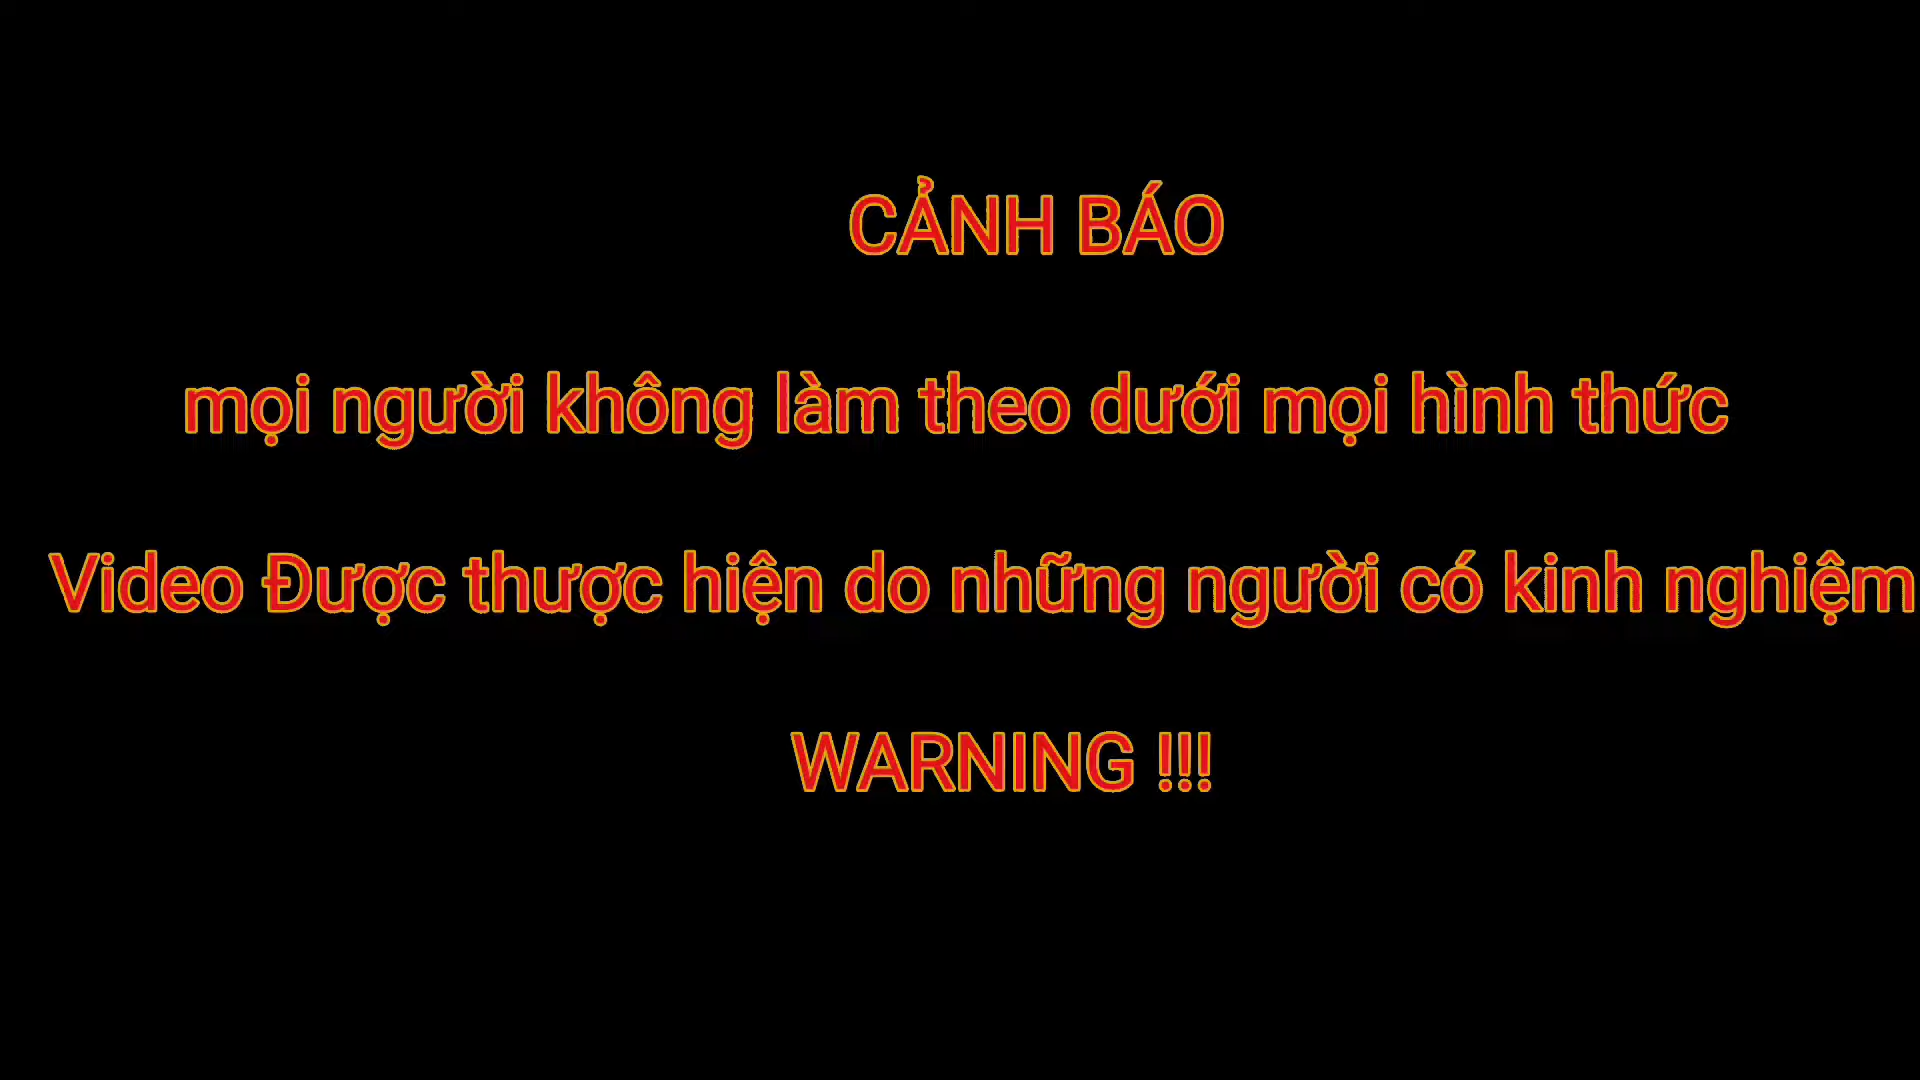 CẢNH BÁO
mọi người không làm theo dưới mọi hình thức
Video Được thược hiện do những người có kinh nghiệm
WARNING !!!